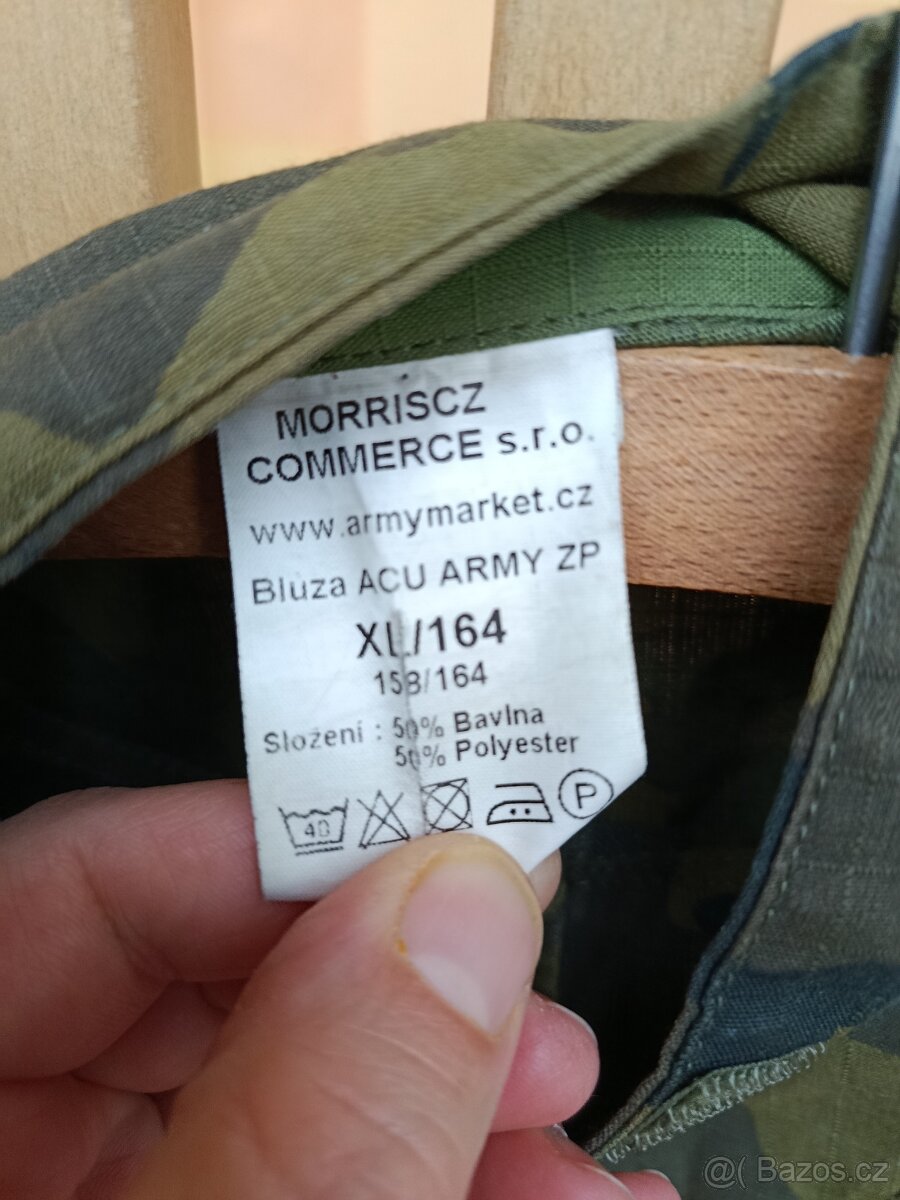 MORRISCZ
COMMERCE s.r.o.
www.armymarket.cz
Blůza ACU ARMY ZP
XL/164
158/164
Složení : 50% Bavlna
50% Polyester
40
P
@( Bazos.cz